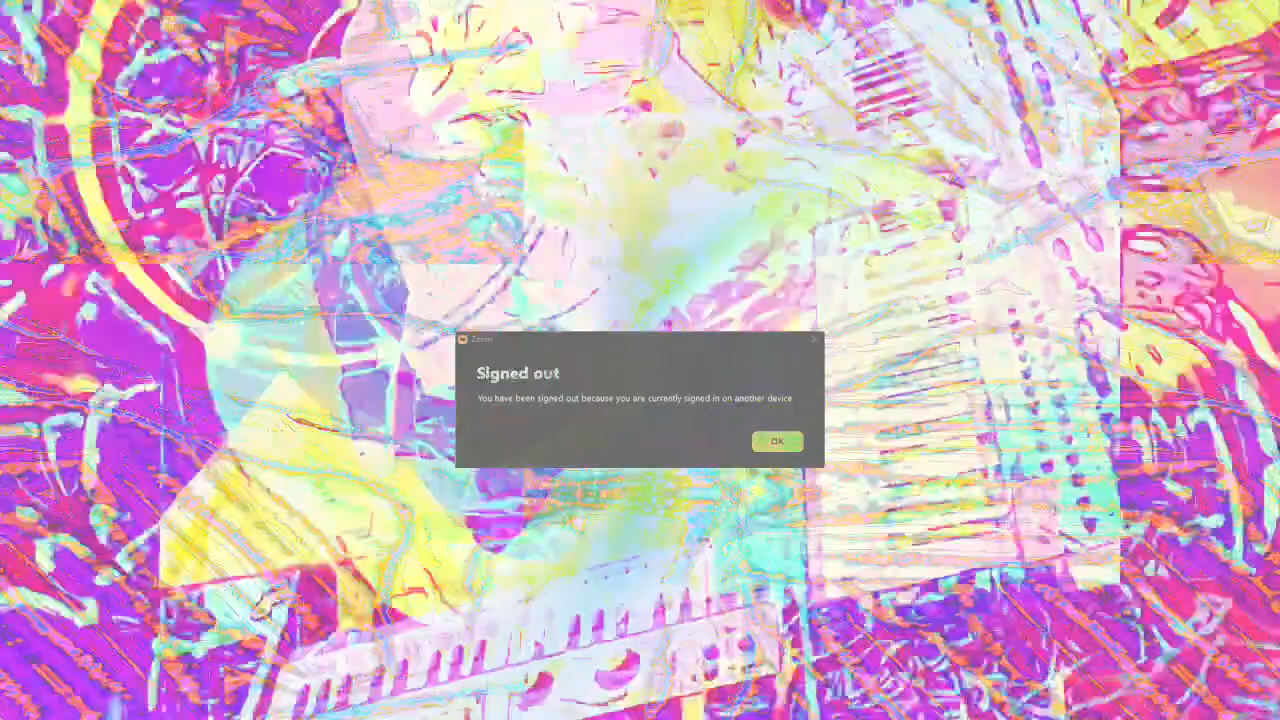 Zoom
Signed out
You have been signed out because you are currently signed in on another device
OK